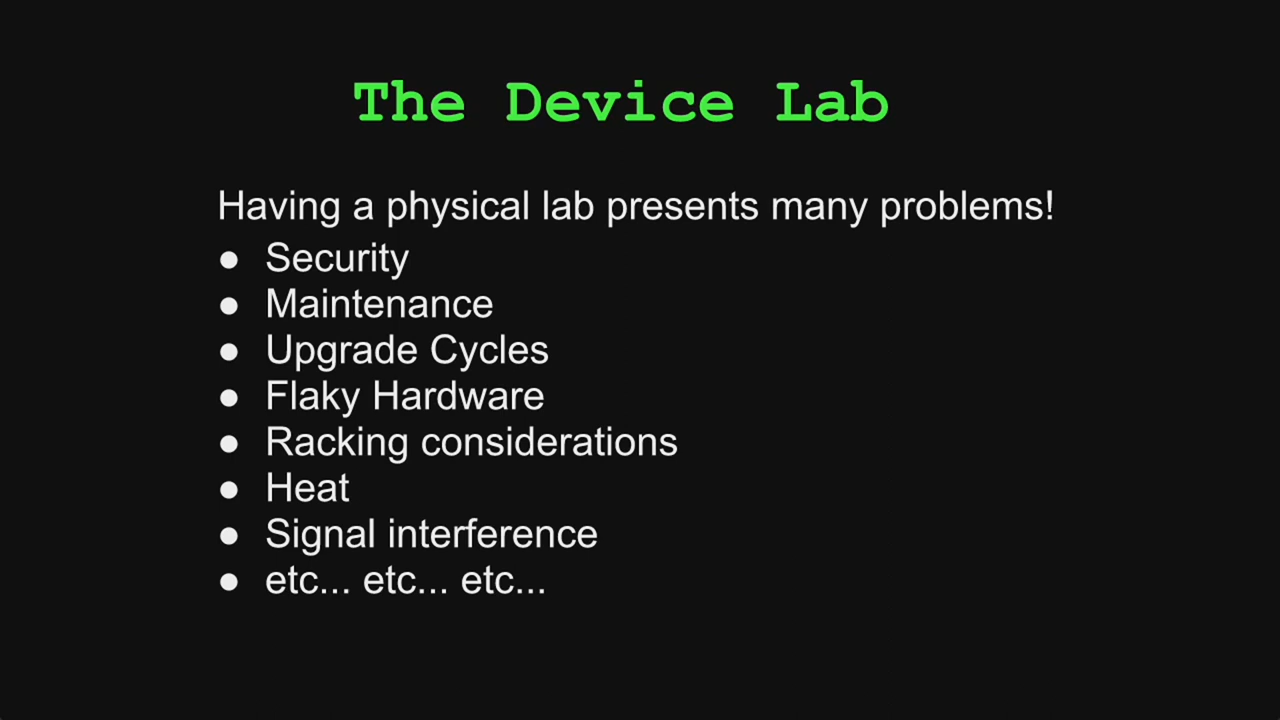 The Device Lab
Having a physical lab presents many problems!
● Security
● Maintenance
● Upgrade Cycles
● Flaky Hardware
● Racking considerations
● Heat
● Signal interference
● etc... etc... etc...